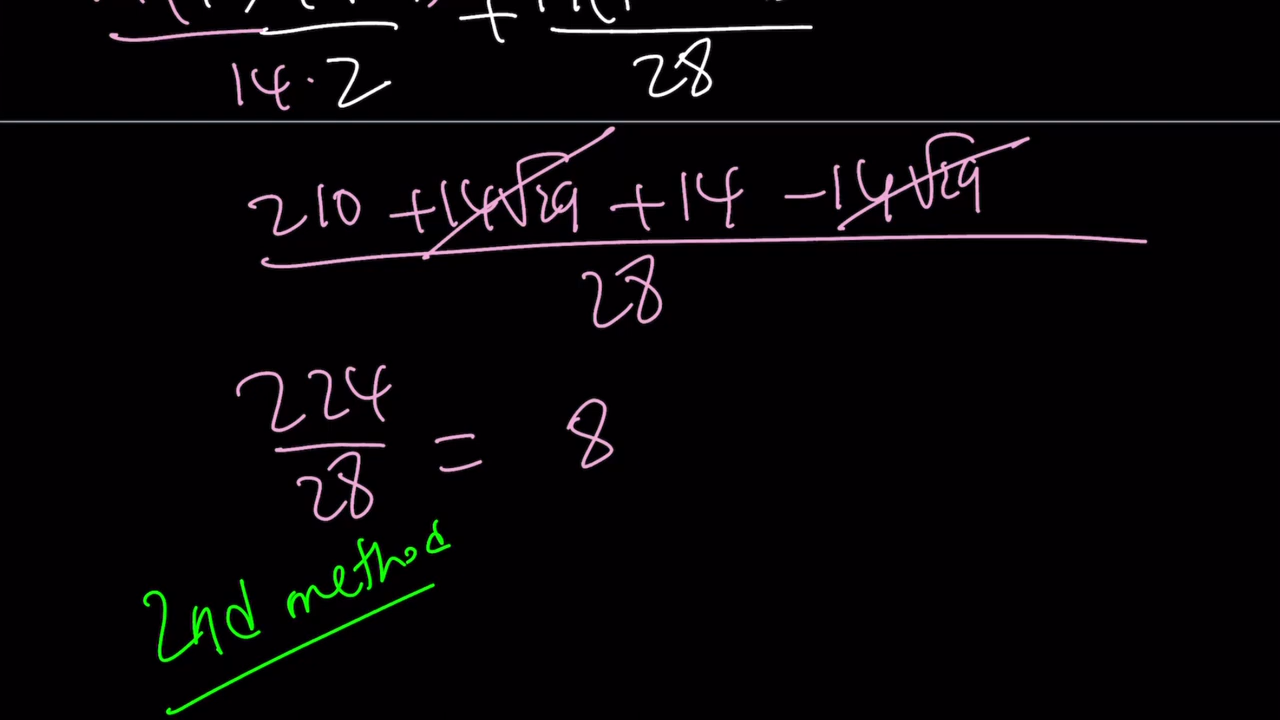 14·2 + 28
210 +14√29 +14 -14√29
28
224
28 = 8
2nd method